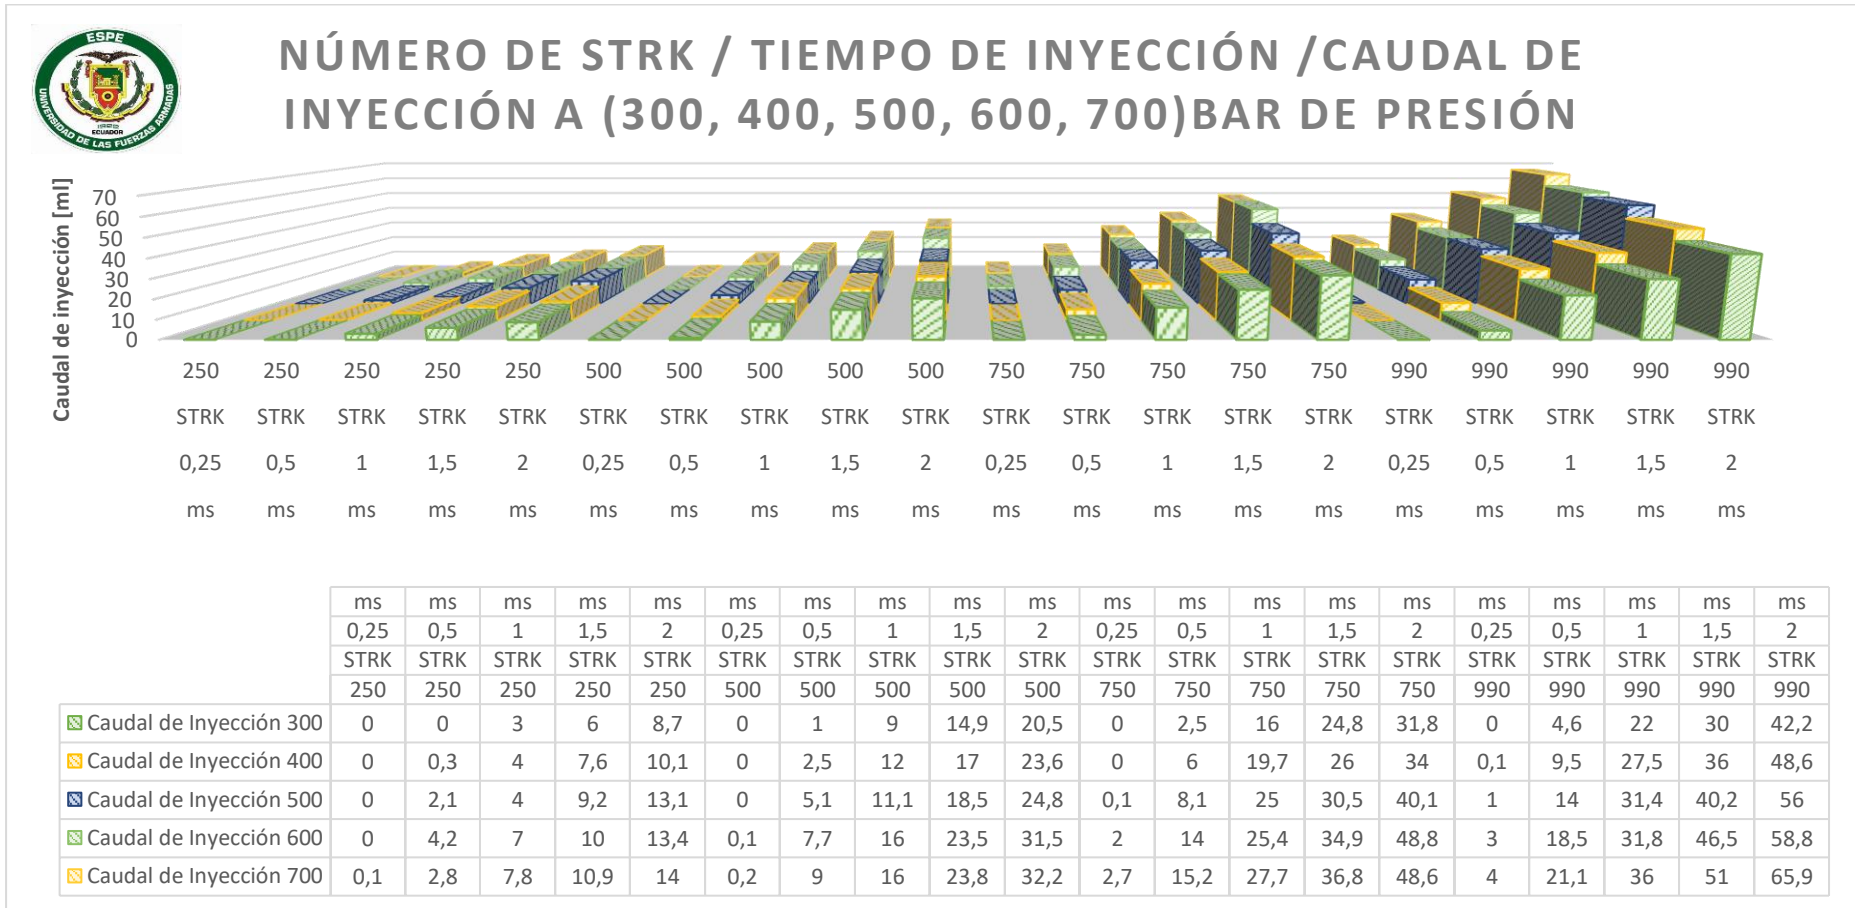 ESPE
ECUADOR
UNIVERSIDAD DE LAS FUERZAS ARMADAS
NÚMERO DE STRK / TIEMPO DE INYECCIÓN /CAUDAL DE
INYECCIÓN A (300, 400, 500, 600, 700)BAR DE PRESIÓN
Caudal de inyección [ml]
70
60
50
40
30
20
10
0
250 250 250 250 250 500 500 500 500 500 750 750 750 750 750 990 990 990 990 990
STRK STRK STRK STRK STRK STRK STRK STRK STRK STRK STRK STRK STRK STRK STRK STRK STRK STRK STRK STRK
0,25 0,5 1 1,5 2 0,25 0,5 1 1,5 2 0,25 0,5 1 1,5 2 0,25 0,5 1 1,5 2
ms ms ms ms ms ms ms ms ms ms ms ms ms ms ms ms ms ms ms ms
ms ms ms ms ms ms ms ms ms ms ms ms ms ms ms ms ms ms ms ms
0,25 0,5 1 1,5 2 0,25 0,5 1 1,5 2 0,25 0,5 1 1,5 2 0,25 0,5 1 1,5 2
STRK STRK STRK STRK STRK STRK STRK STRK STRK STRK STRK STRK STRK STRK STRK STRK STRK STRK STRK STRK
250 250 250 250 250 500 500 500 500 500 750 750 750 750 750 990 990 990 990 990
Caudal de Inyección 300 0 0 3 6 8,7 0 1 9 14,9 20,5 0 2,5 16 24,8 31,8 0 4,6 22 30 42,2
Caudal de Inyección 400 0 0,3 4 7,6 10,1 0 2,5 12 17 23,6 0 6 19,7 26 34 0,1 9,5 27,5 36 48,6
Caudal de Inyección 500 0 2,1 4 9,2 13,1 0 5,1 11,1 18,5 24,8 0,1 8,1 25 30,5 40,1 1 14 31,4 40,2 56
Caudal de Inyección 600 0 4,2 7 10 13,4 0,1 7,7 16 23,5 31,5 2 14 25,4 34,9 48,8 3 18,5 31,8 46,5 58,8
Caudal de Inyección 700 0,1 2,8 7,8 10,9 14 0,2 9 16 23,8 32,2 2,7 15,2 27,7 36,8 48,6 4 21,1 36 51 65,9